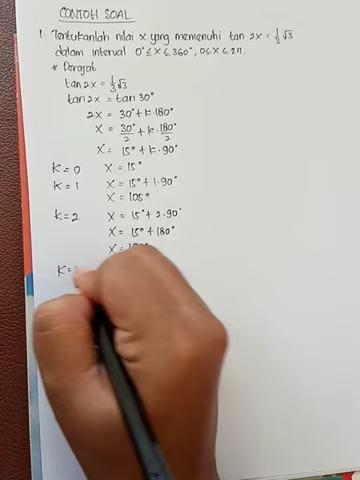 CONTOH SOAL
1. Tentukanlah nilai x yang memenuhi tan 2x = 1/3 √3
dalam interval 0° ≤ x ≤ 360°, 0 ≤ x ≤ 2π.
* Derajat
tan 2x = 1/3 √3
tan 2x = tan 30°
2x = 30° + k.180°
x = 30°/2 + k.180°/2
x = 15° + k.90°
k = 0 x = 15°
k = 1 x = 15° + 1.90°
x = 105°
k = 2 x = 15° + 2.90°
x = 15° + 180°
x =
k =